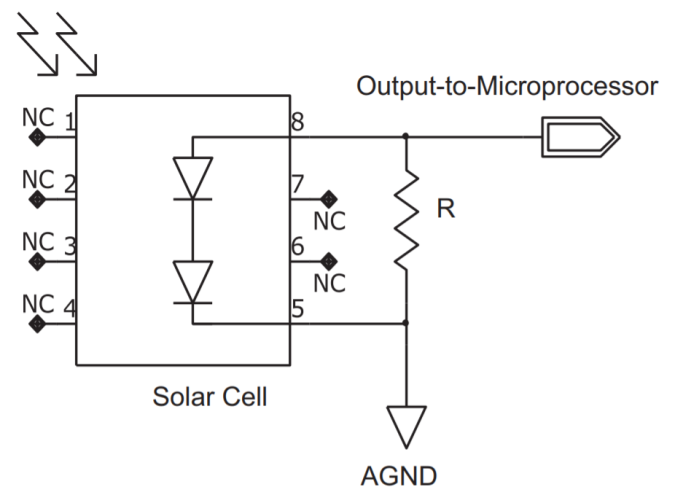 Output-to-Microprocessor
NC 1
8
NC 2
7
NC
R
NC 3
6
NC
NC 4
5
Solar Cell
AGND